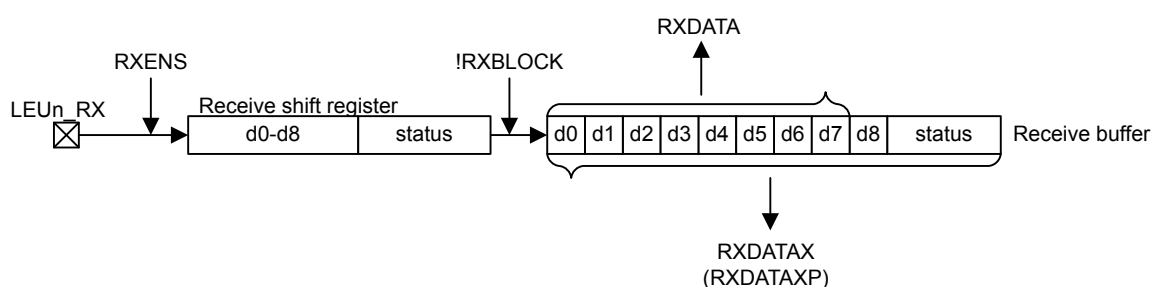 RXDATA
RXENS
!RXBLOCK
LEUn_RX
Receive shift register
d0-d8 status
d0 d1 d2 d3 d4 d5 d6 d7 d8 status
Receive buffer
RXDATAX
(RXDATAXP)